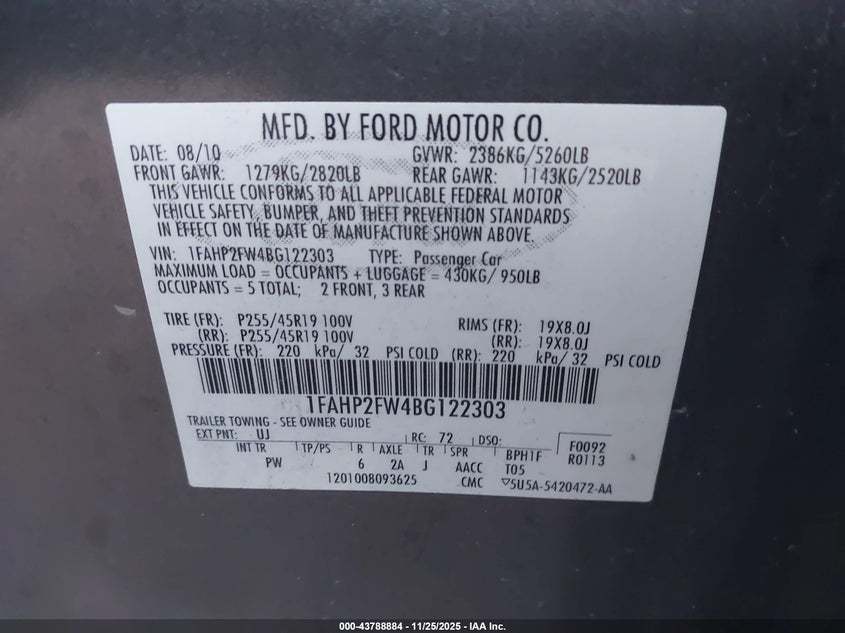 MFD. BY FORD MOTOR CO.
DATE: 08/10 GVWR: 2386KG/5260LB
FRONT GAWR: 1279KG/2820LB REAR GAWR: 1143KG/2520LB
THIS VEHICLE CONFORMS TO ALL APPLICABLE FEDERAL MOTOR
VEHICLE SAFETY, BUMPER, AND THEFT PREVENTION STANDARDS
IN EFFECT ON THE DATE OF MANUFACTURE SHOWN ABOVE.
VIN: 1FAHP2FW4BG122303 TYPE: Passenger Car
MAXIMUM LOAD = OCCUPANTS + LUGGAGE = 430KG/ 950LB
OCCUPANTS = 5 TOTAL; 2 FRONT, 3 REAR
TIRE (FR): P255/45R19 100V RIMS (FR): 19X8.0J
(RR): P255/45R19 100V (RR): 19X8.0J
PRESSURE (FR): 220 kPa/ 32 PSI COLD (RR): 220 kPa/ 32 PSI COLD
1FAHP2FW4BG122303
TRAILER TOWING - SEE OWNER GUIDE
EXT PNT: UJ RC: 72 DSO: F0092
INT TR TP/PS R AXLE TR SPR BPH1F R0113
PW 6 2A J AACC T05
1201008093625 CMC ▽5U5A-5420472-AA
000-43788884 - 11/25/2025 - IAA Inc.